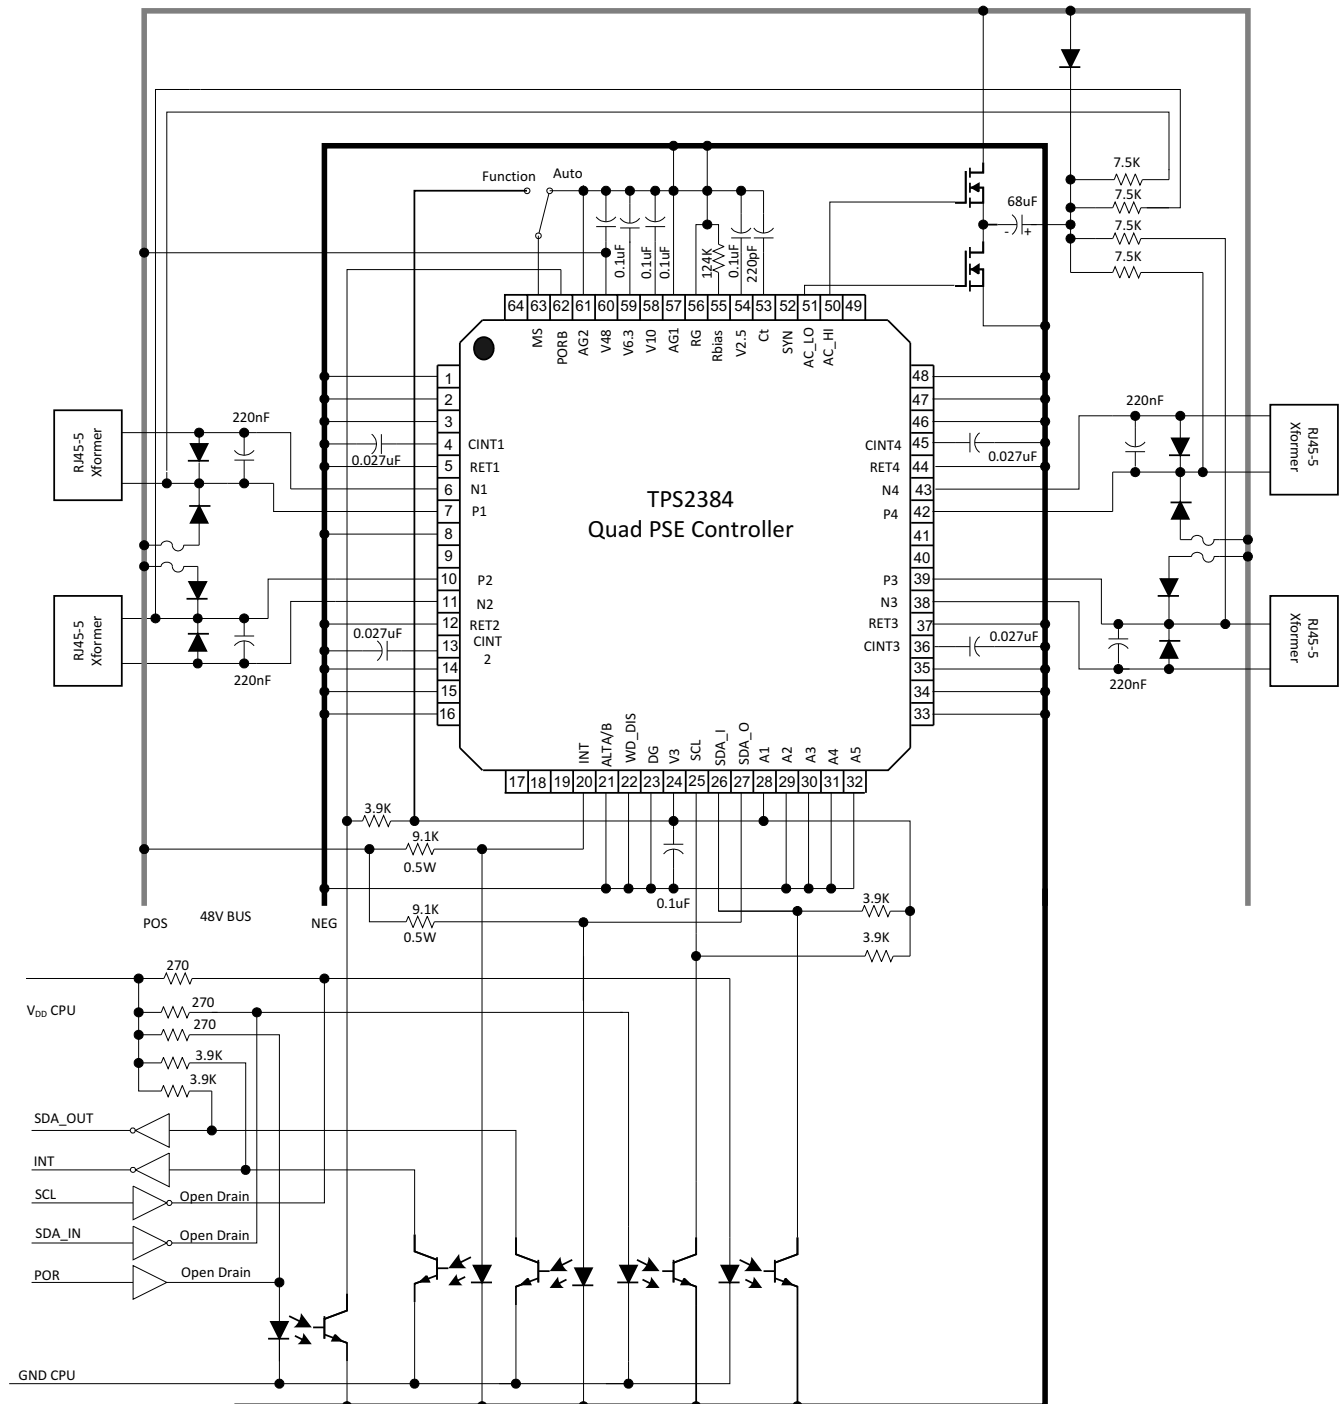 7.5K
7.5K
7.5K
7.5K
68uF
- +
Function
Auto
0.1uF
0.1uF
0.1uF
124K
0.1uF
220pF
64 63 62 61 60 59 58 57 56 55 54 53 52 51 50 49
MS
PORB
AG2
V48
V6.3
V10
AG1
RG
Rbias
V2.5
Ct
SYN
AC_LO
AC_HI
1
2
3
4
5
6
7
8
9
10
11
12
13
14
15
16
CINT1
RET1
N1
P1
P2
N2
RET2
CINT
2
TPS2384
Quad PSE Controller
48
47
46
45
44
43
42
41
40
39
38
37
36
35
34
33
CINT4
RET4
N4
P4
P3
N3
RET3
CINT3
RJ45-5
Xformer
220nF
0.027uF
RJ45-5
Xformer
0.027uF
220nF
220nF
0.027uF
RJ45-5
Xformer
0.027uF
220nF
RJ45-5
Xformer
INT
ALTA/B
WD_DIS
DG
V3
SCL
SDA_I
SDA_O
A1
A2
A3
A4
A5
17 18 19 20 21 22 23 24 25 26 27 28 29 30 31 32
3.9K
9.1K
0.5W
0.1uF
9.1K
0.5W
3.9K
3.9K
POS
48V BUS
NEG
270
VDD CPU
270
270
3.9K
3.9K
SDA_OUT
INT
SCL
Open Drain
SDA_IN
Open Drain
POR
Open Drain
GND CPU